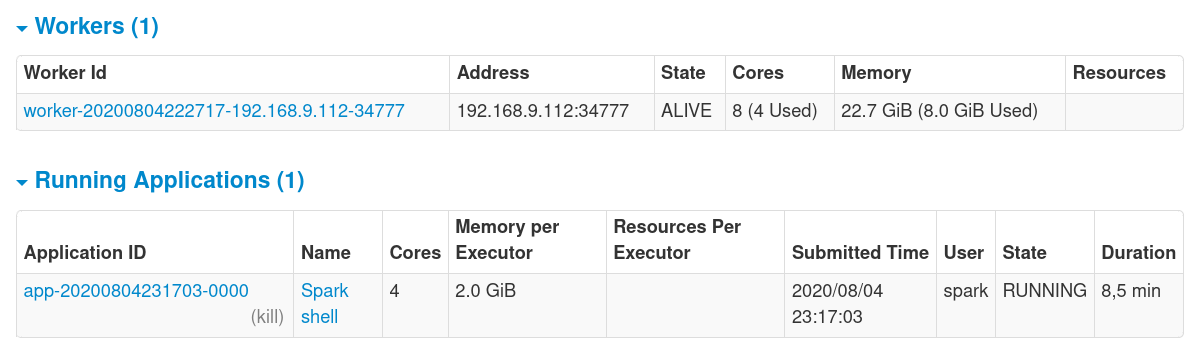 Workers (1)
Worker Id Address State Cores Memory Resources
worker-20200804222717-192.168.9.112-34777 192.168.9.112:34777 ALIVE 8 (4 Used) 22.7 GiB (8.0 GiB Used)
Running Applications (1)
Memory per Resources Per
Application ID Name Cores Executor Executor Submitted Time User State Duration
app-20200804231703-0000 Spark 4 2.0 GiB 2020/08/04 spark RUNNING 8,5 min
(kill) shell 23:17:03